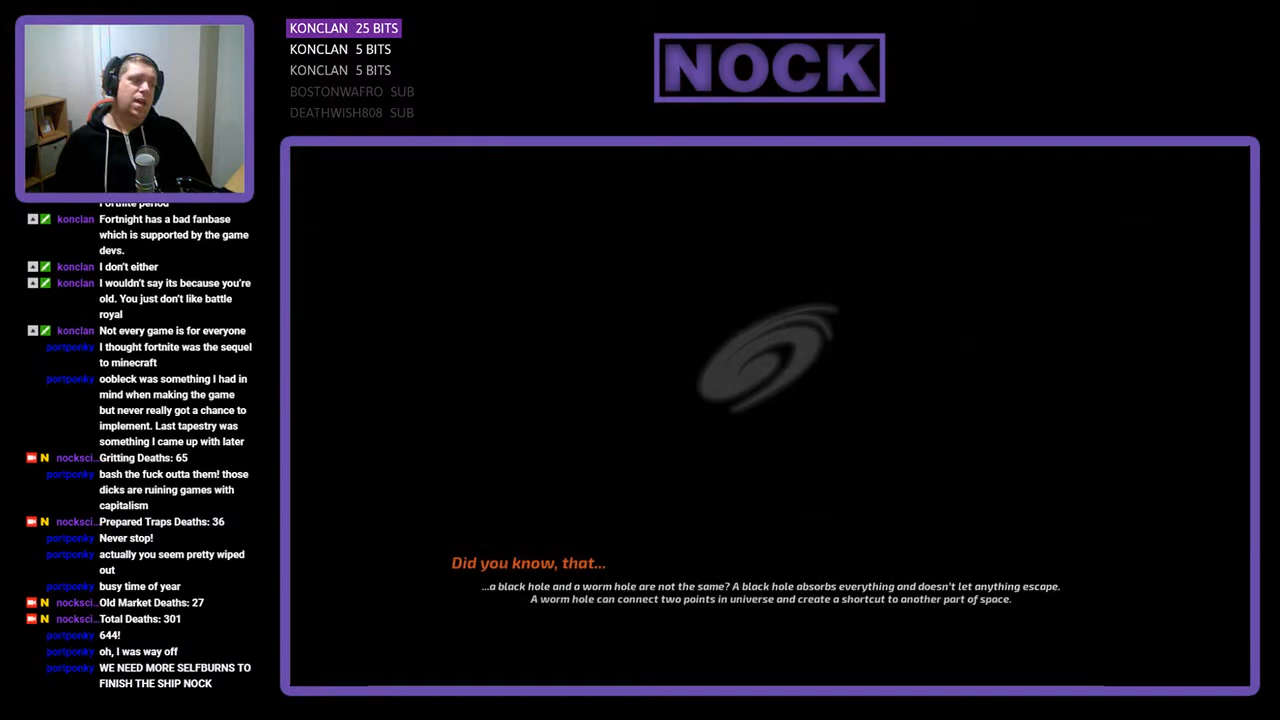 KONCLAN 25 BITS
KONCLAN 5 BITS
KONCLAN 5 BITS
BOSTONWAFRO SUB
DEATHWISH808 SUB
NOCK
Fortnite period
konclan Fortnight has a bad fanbase
which is supported by the game
devs.
konclan I don't either
konclan I wouldn't say its because you're
old. You just don't like battle
royal
konclan Not every game is for everyone
portponky I thought fortnite was the sequel
to minecraft
portponky oobleck was something I had in
mind when making the game
but never really got a chance to
implement. Last tapestry was
something I came up with later
nocksci... Gritting Deaths: 65
portponky bash the fuck outta them! those
dicks are ruining games with
capitalism
nocksci... Prepared Traps Deaths: 36
portponky Never stop!
portponky actually you seem pretty wiped
out
portponky busy time of year
nocksci... Old Market Deaths: 27
nocksci... Total Deaths: 301
portponky 644!
portponky oh, I was way off
portponky WE NEED MORE SELFBURNS TO
FINISH THE SHIP NOCK
Did you know, that...
...a black hole and a worm hole are not the same? A black hole absorbs everything and doesn't let anything escape.
A worm hole can connect two points in universe and create a shortcut to another part of space.